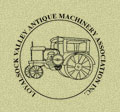 LOYALSOCK VALLEY ANTIQUE MACHINERY ASSOCIATION INC.